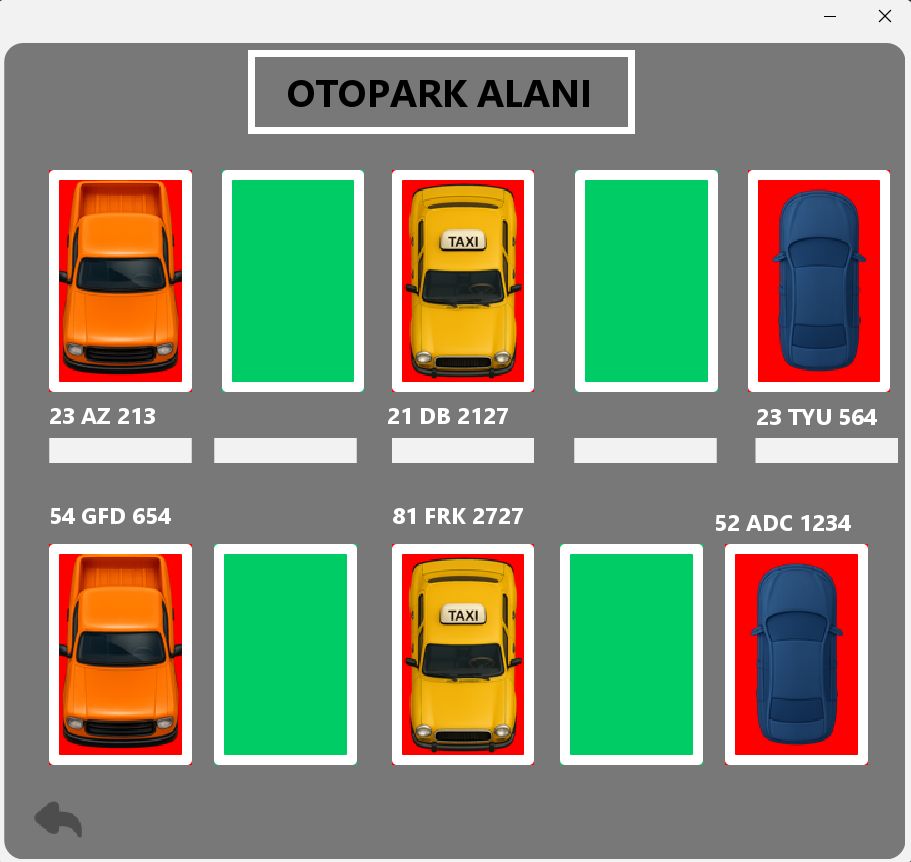 OTOPARK ALANI
TAXI
23 AZ 213
21 DB 2127
23 TYU 564
54 GFD 654
81 FRK 2727
52 ADC 1234
TAXI